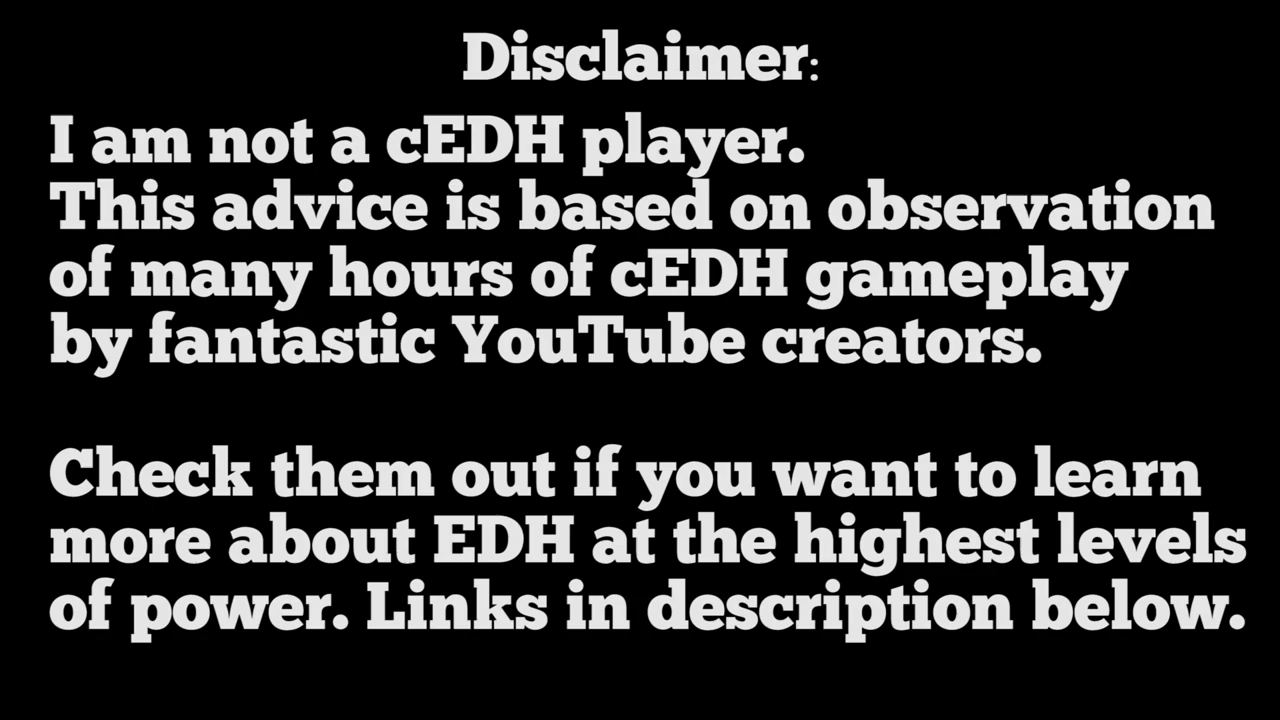 Disclaimer:
I am not a cEDH player.
This advice is based on observation
of many hours of cEDH gameplay
by fantastic YouTube creators.
Check them out if you want to learn
more about EDH at the highest levels
of power. Links in description below.